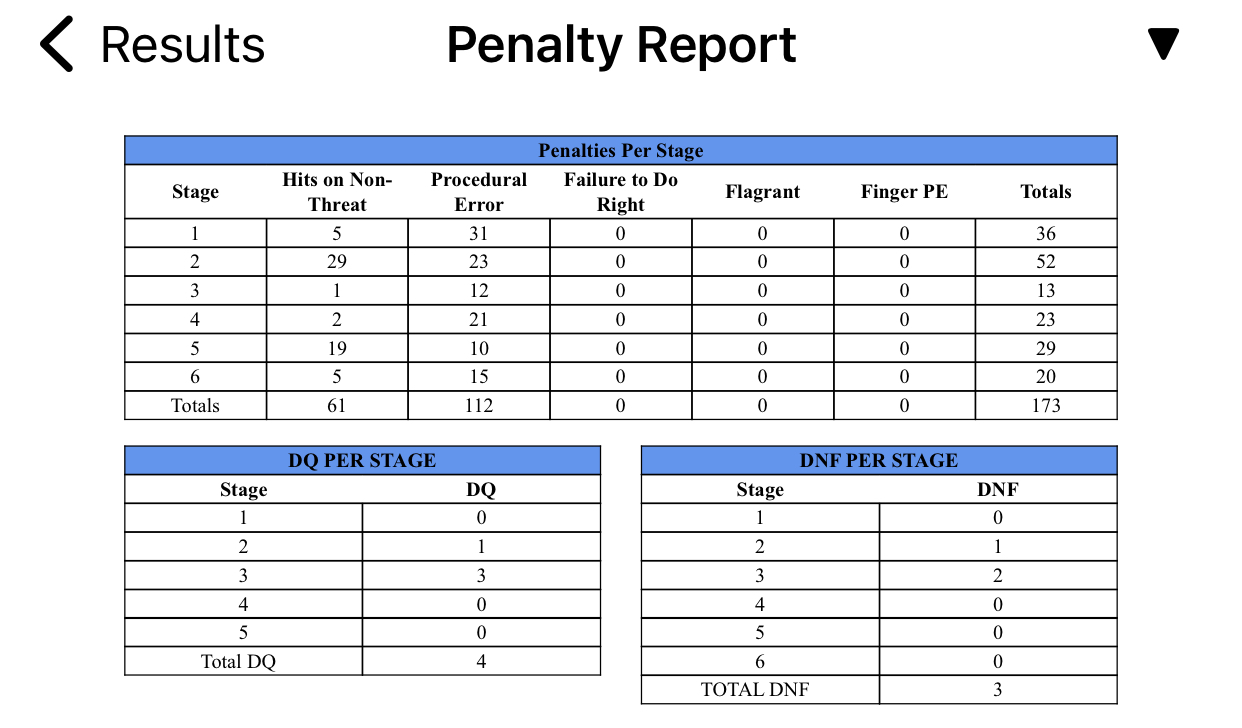 Results Penalty Report
Penalties Per Stage
Stage Hits on Non-Threat Procedural Error Failure to Do Right Flagrant Finger PE Totals
1 5 31 0 0 0 36
2 29 23 0 0 0 52
3 1 12 0 0 0 13
4 2 21 0 0 0 23
5 19 10 0 0 0 29
6 5 15 0 0 0 20
Totals 61 112 0 0 0 173
DQ PER STAGE
Stage DQ
1 0
2 1
3 3
4 0
5 0
Total DQ 4
DNF PER STAGE
Stage DNF
1 0
2 1
3 2
4 0
5 0
6 0
TOTAL DNF 3